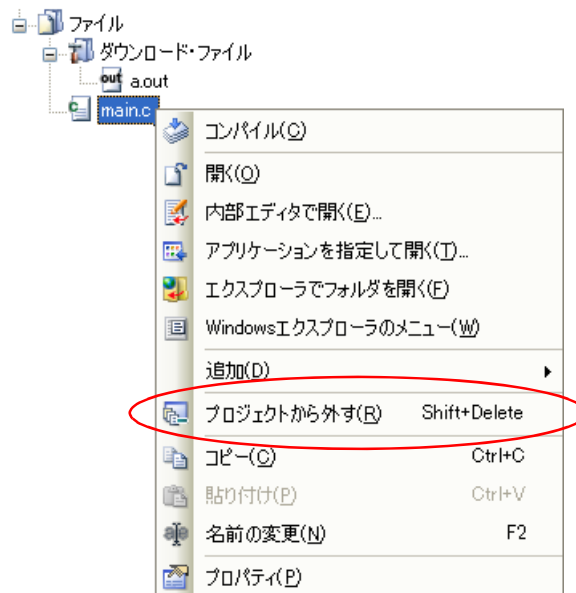 ファイル
ダウンロード・ファイル
out a.out
c main.c
コンパイル(C)
開く(O)
内部エディタで開く(E)...
アプリケーションを指定して開く(T)...
エクスプローラでフォルダを開く(F)
Windowsエクスプローラのメニュー(W)
追加(D)
プロジェクトから外す(R) Shift+Delete
コピー(C) Ctrl+C
貼り付け(P) Ctrl+V
名前の変更(N) F2
プロパティ(P)